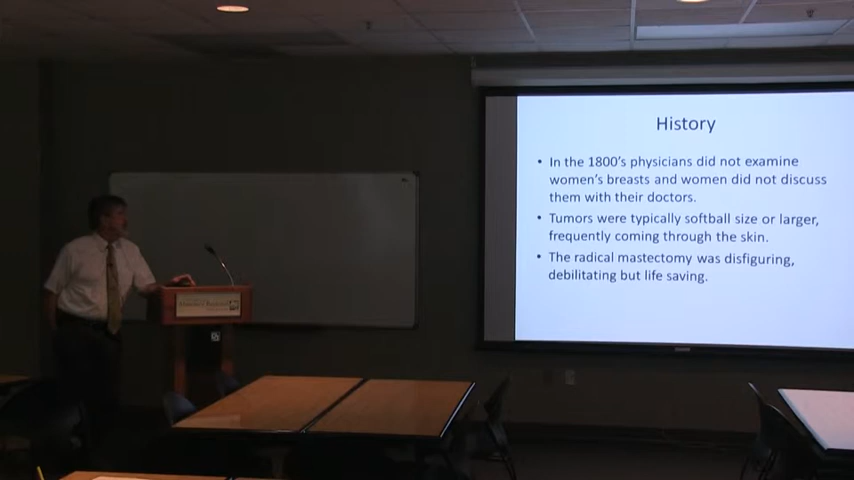 History
• In the 1800's physicians did not examine
women's breasts and women did not discuss
them with their doctors.
• Tumors were typically softball size or larger,
frequently coming through the skin.
• The radical mastectomy was disfiguring,
debilitating but life saving.